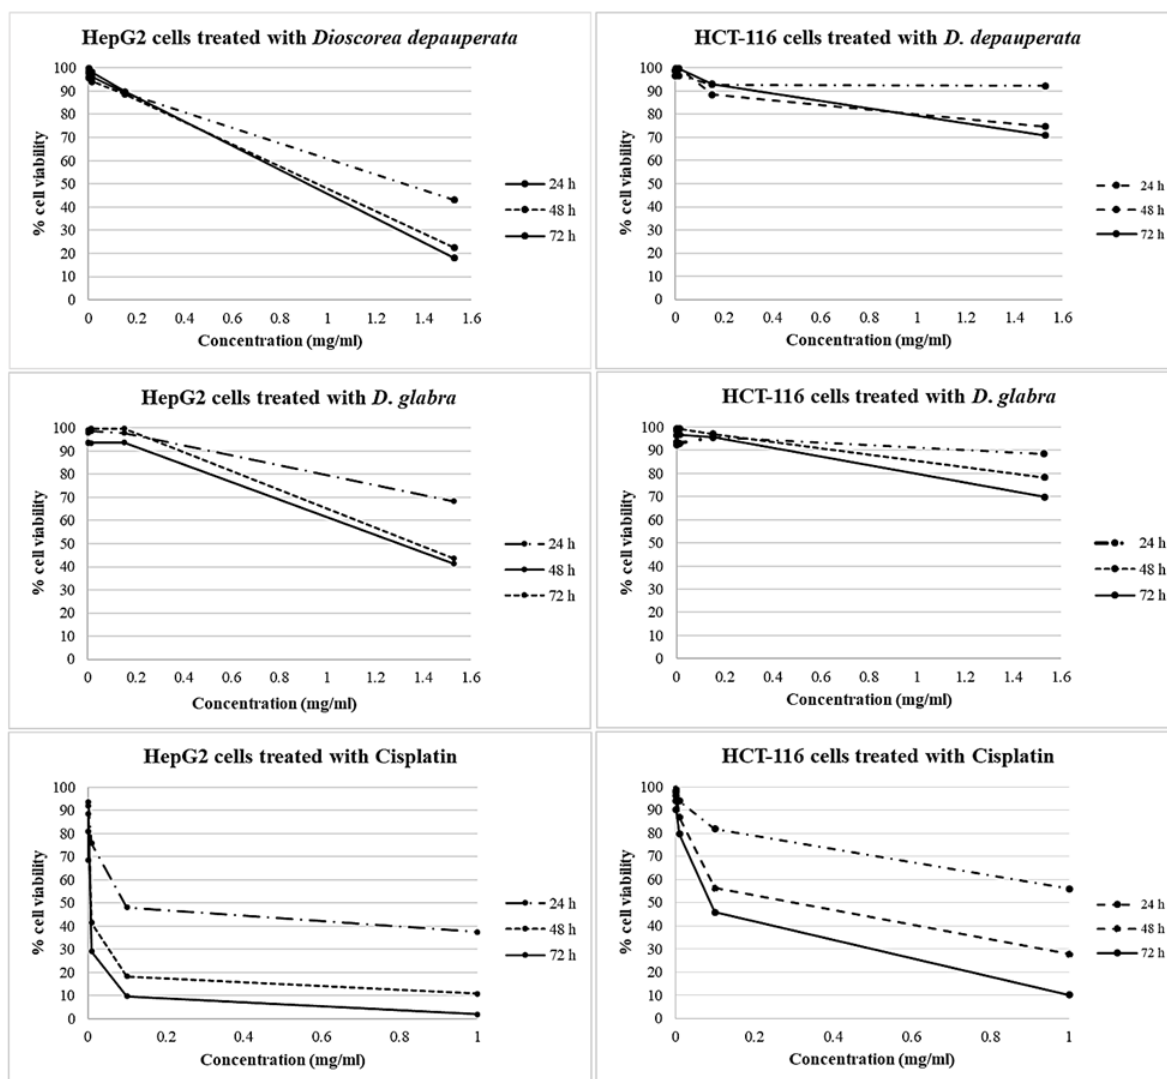 HepG2 cells treated with Dioscorea depauperata
100
90
80
70
60
50
40
30
20
10
0
% cell viability
0 0.2 0.4 0.6 0.8 1 1.2 1.4 1.6
Concentration (mg/ml)
24 h
48 h
72 h
HCT-116 cells treated with D. depauperata
100
90
80
70
60
50
40
30
20
10
0
% cell viability
0 0.2 0.4 0.6 0.8 1 1.2 1.4 1.6
Concentration (mg/ml)
24 h
48 h
72 h
HepG2 cells treated with D. glabra
100
90
80
70
60
50
40
30
20
10
0
% cell viability
0 0.2 0.4 0.6 0.8 1 1.2 1.4 1.6
Concentration (mg/ml)
24 h
48 h
72 h
HCT-116 cells treated with D. glabra
100
90
80
70
60
50
40
30
20
10
0
% cell viability
0 0.2 0.4 0.6 0.8 1 1.2 1.4 1.6
Concentration (mg/ml)
24 h
48 h
72 h
HepG2 cells treated with Cisplatin
100
90
80
70
60
50
40
30
20
10
0
% cell viability
0 0.2 0.4 0.6 0.8 1
Concentration (mg/ml)
24 h
48 h
72 h
HCT-116 cells treated with Cisplatin
100
90
80
70
60
50
40
30
20
10
0
% cell viability
0 0.2 0.4 0.6 0.8 1
Concentration (mg/ml)
24 h
48 h
72 h